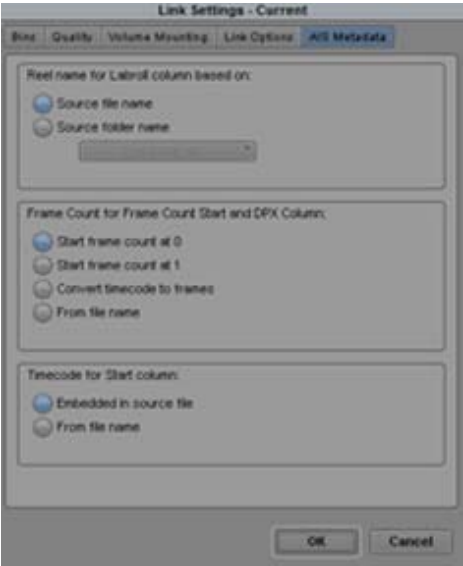 Link Settings - Current
Bins Quality Volume Mounting Link Options AIS Metadata
Reel name for Labroll column based on:
Source file name
Source folder name
Frame Count for Frame Count Start and DPX Column:
Start frame count at 0
Start frame count at 1
Convert timecode to frames
From file name
Timecode for Start column:
Embedded in source file
From file name
OK Cancel